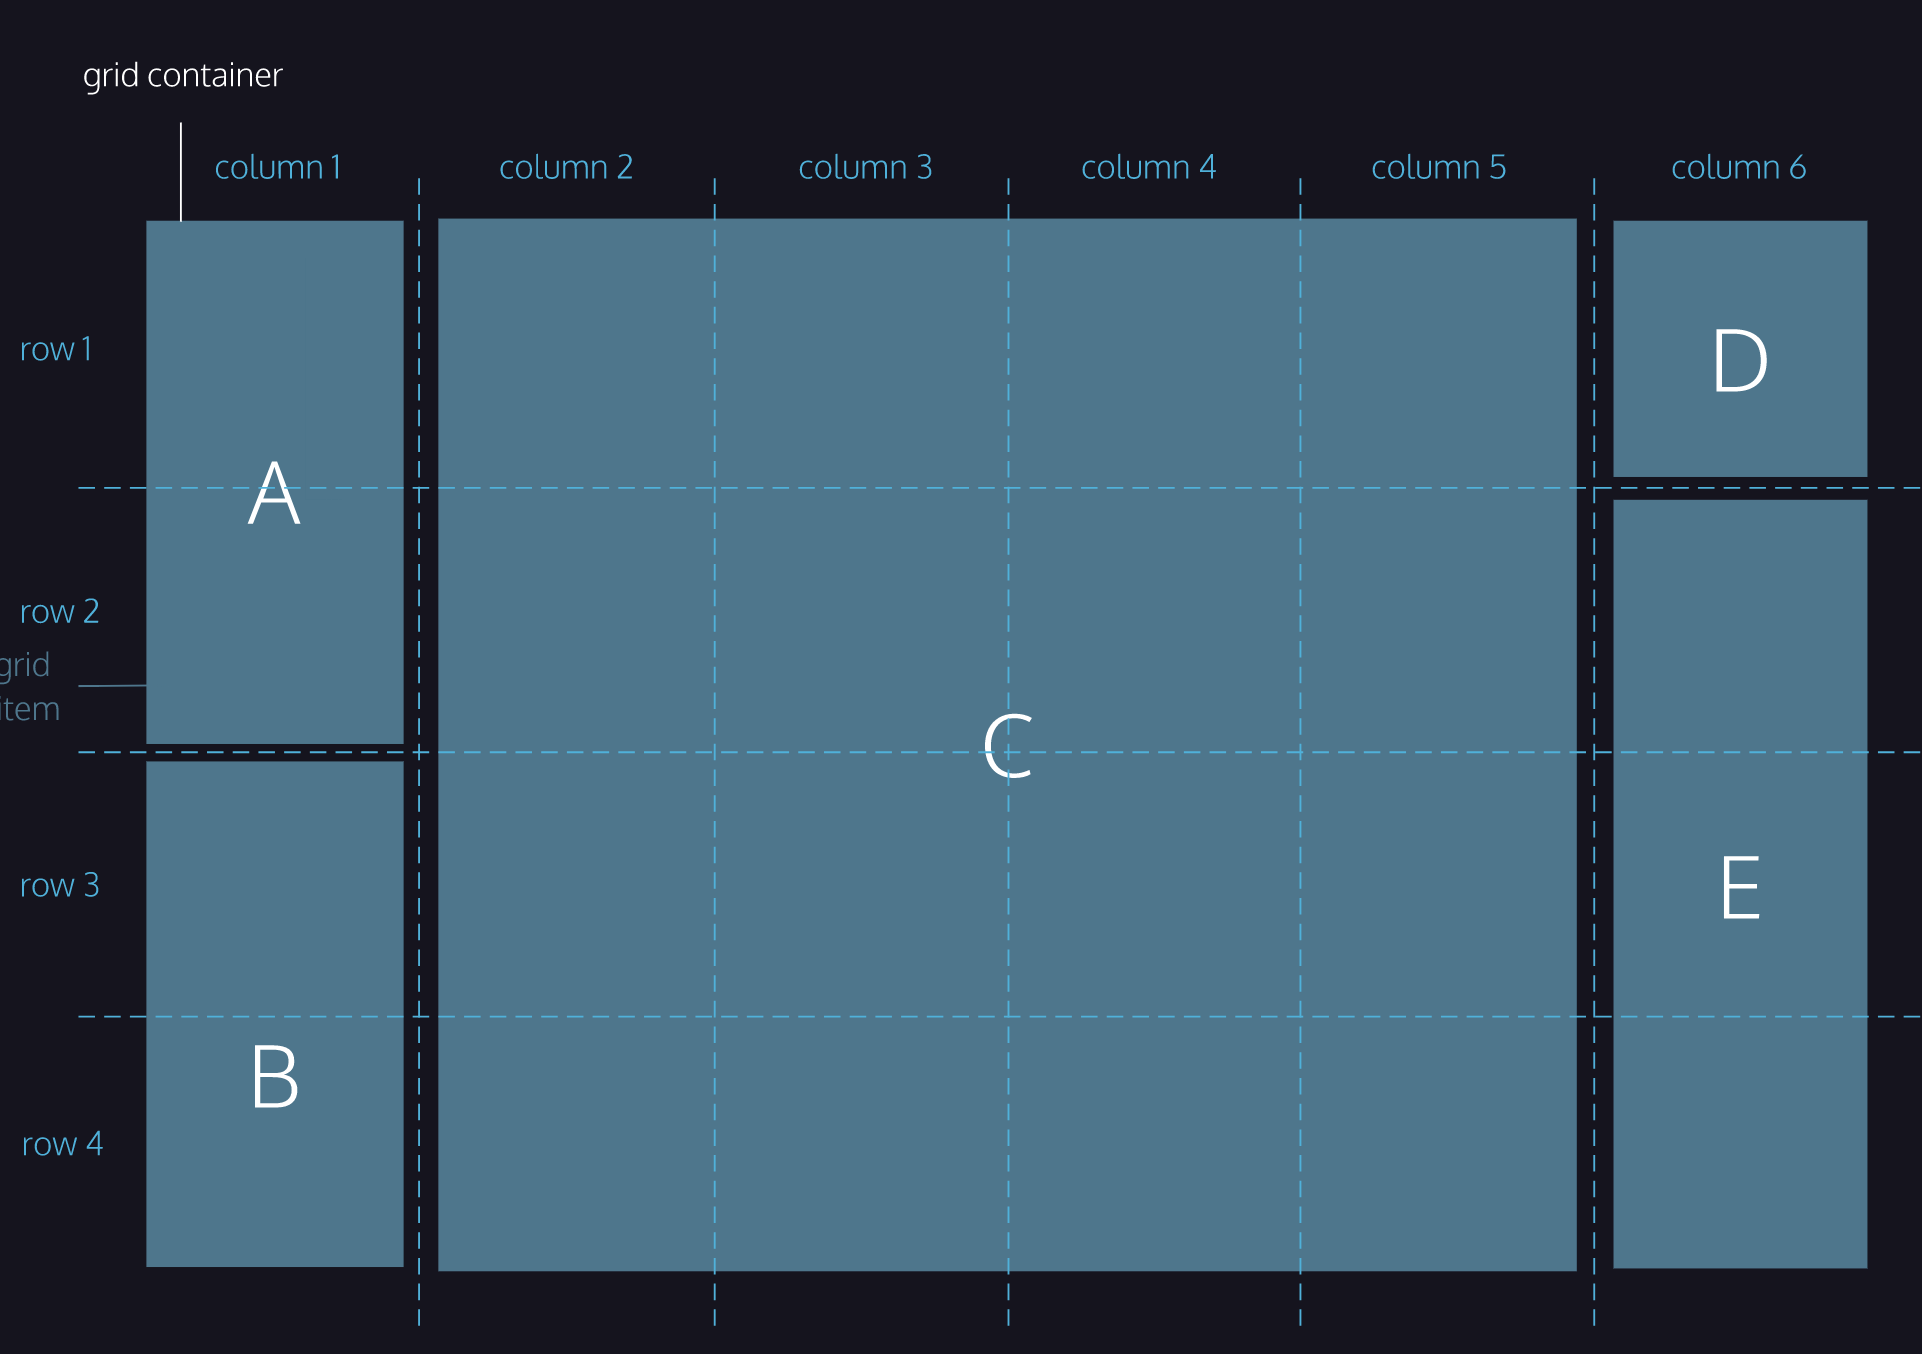 grid container
column 1
column 2
column 3
column 4
column 5
column 6
row 1
D
A
row 2
grid
item
C
row 3
E
B
row 4